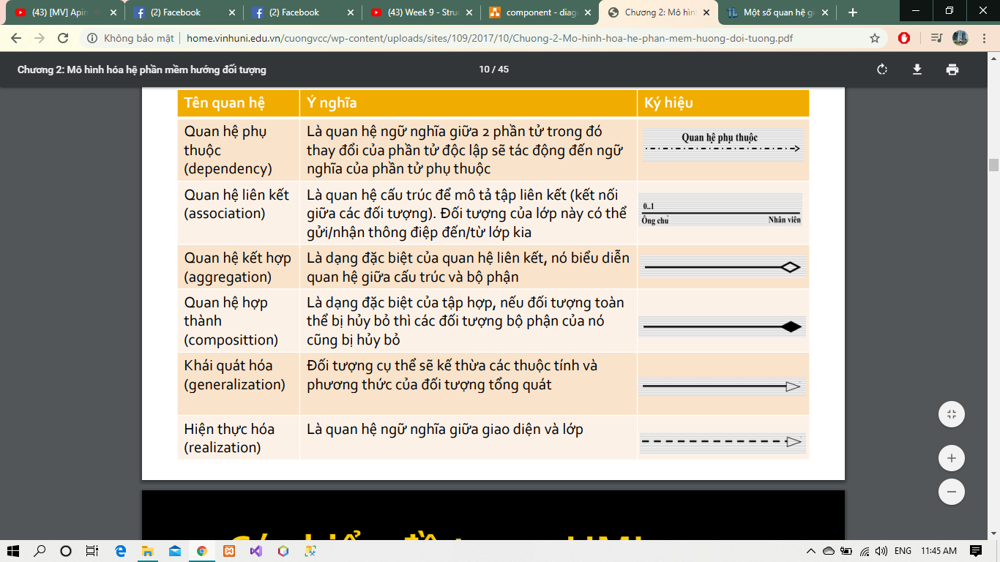 (43) [MV] Apin
(2) Facebook
(2) Facebook
(43) Week 9 - Stru
component - diag
Chương 2: Mô hìn
Một số quan hệ gi
Không bảo mật
home.vinhuni.edu.vn/cuongvcc/wp-content/uploads/sites/109/2017/10/Chuong-2-Mo-hinh-hoa-he-phan-mem-huong-doi-tuong.pdf
Chương 2: Mô hình hóa hệ phần mềm hướng đối tượng
10 / 45
Tên quan hệ
Ý nghĩa
Ký hiệu
Quan hệ phụ
thuộc
(dependency)
Là quan hệ ngữ nghĩa giữa 2 phần tử trong đó
thay đổi của phần tử độc lập sẽ tác động đến ngữ
nghĩa của phần tử phụ thuộc
Quan hệ phụ thuộc
Quan hệ liên kết
(association)
Là quan hệ cấu trúc để mô tả tập liên kết (kết nối
giữa các đối tượng). Đối tượng của lớp này có thể
gửi/nhận thông điệp đến/từ lớp kia
0..1
Ông chủ
Nhân viên
Quan hệ kết hợp
(aggregation)
Là dạng đặc biệt của quan hệ liên kết, nó biểu diễn
quan hệ giữa cấu trúc và bộ phận
Quan hệ hợp
thành
(composittion)
Là dạng đặc biệt của tập hợp, nếu đối tượng toàn
thể bị hủy bỏ thì các đối tượng bộ phận của nó
cũng bị hủy bỏ
Khái quát hóa
(generalization)
Đối tượng cụ thể sẽ kế thừa các thuộc tính và
phương thức của đối tượng tổng quát
Hiện thực hóa
(realization)
Là quan hệ ngữ nghĩa giữa giao diện và lớp
ENG
11:45 AM